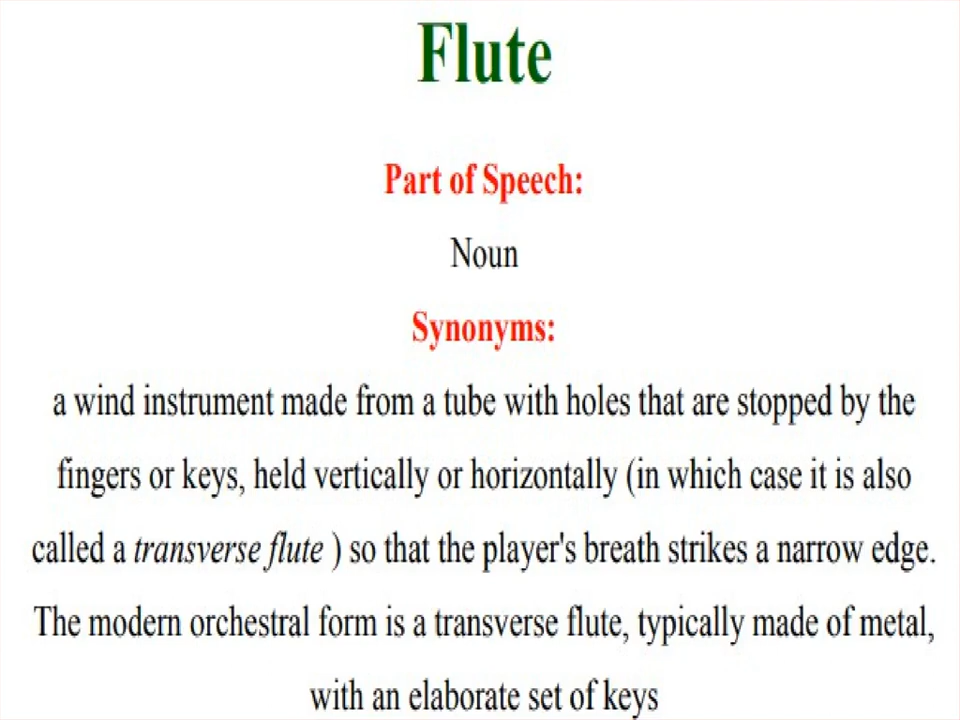 Flute
Part of Speech:
Noun
Synonyms:
a wind instrument made from a tube with holes that are stopped by the
fingers or keys, held vertically or horizontally (in which case it is also
called a transverse flute ) so that the player's breath strikes a narrow edge.
The modern orchestral form is a transverse flute, typically made of metal,
with an elaborate set of keys